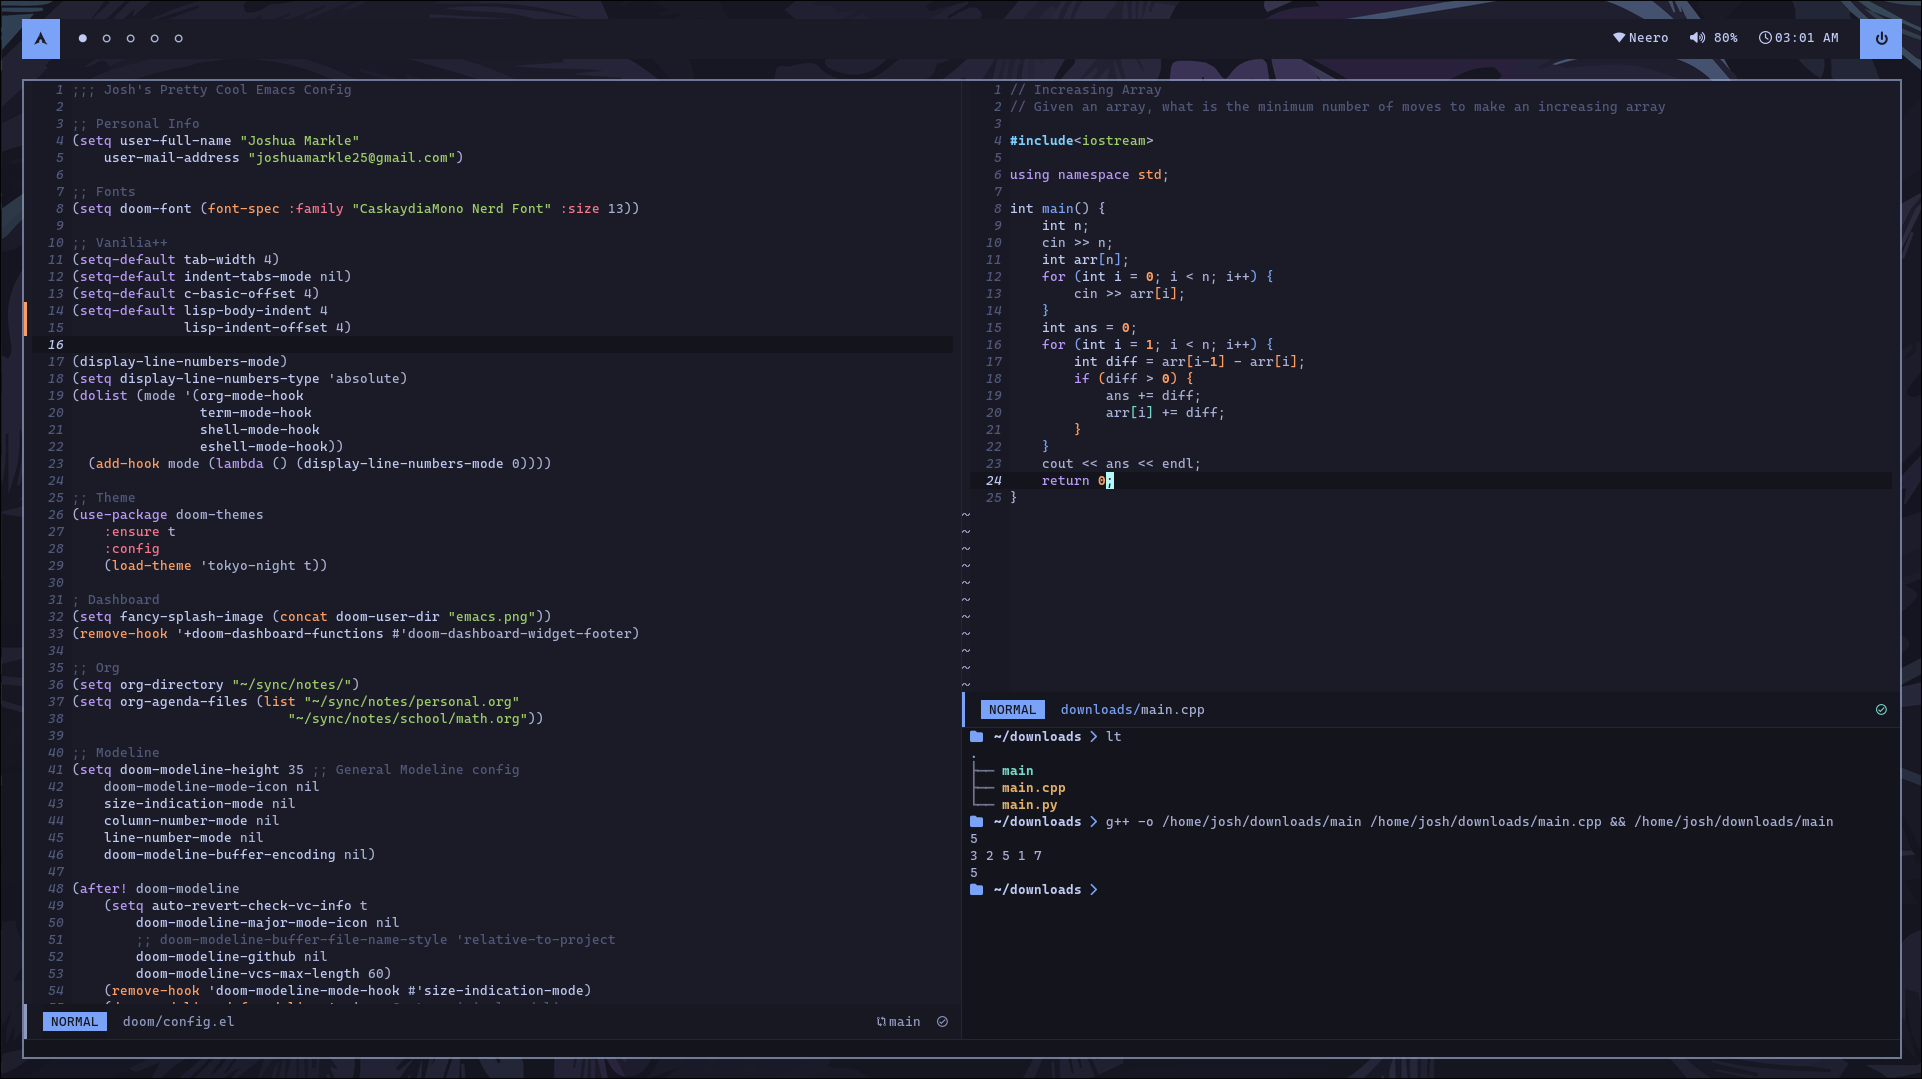 Neero 80% 03:01 AM
1 ;;; Josh's Pretty Cool Emacs Config
2
3 ;; Personal Info
4 (setq user-full-name "Joshua Markle"
5     user-mail-address "joshuamarkle25@gmail.com")
6
7 ;; Fonts
8 (setq doom-font (font-spec :family "CaskaydiaMono Nerd Font" :size 13))
9
10 ;; Vanilia++
11 (setq-default tab-width 4)
12 (setq-default indent-tabs-mode nil)
13 (setq-default c-basic-offset 4)
14 (setq-default lisp-body-indent 4
15               lisp-indent-offset 4)
16
17 (display-line-numbers-mode)
18 (setq display-line-numbers-type 'absolute)
19 (dolist (mode '(org-mode-hook
20                 term-mode-hook
21                 shell-mode-hook
22                 eshell-mode-hook))
23   (add-hook mode (lambda () (display-line-numbers-mode 0))))
24
25 ;; Theme
26 (use-package doom-themes
27     :ensure t
28     :config
29     (load-theme 'tokyo-night t))
30
31 ; Dashboard
32 (setq fancy-splash-image (concat doom-user-dir "emacs.png"))
33 (remove-hook '+doom-dashboard-functions #'doom-dashboard-widget-footer)
34
35 ;; Org
36 (setq org-directory "~/sync/notes/")
37 (setq org-agenda-files (list "~/sync/notes/personal.org"
38                            "~/sync/notes/school/math.org"))
39
40 ;; Modeline
41 (setq doom-modeline-height 35 ;; General Modeline config
42     doom-modeline-mode-icon nil
43     size-indication-mode nil
44     column-number-mode nil
45     line-number-mode nil
46     doom-modeline-buffer-encoding nil)
47
48 (after! doom-modeline
49     (setq auto-revert-check-vc-info t
50         doom-modeline-major-mode-icon nil
51         ;; doom-modeline-buffer-file-name-style 'relative-to-project
52         doom-modeline-github nil
53         doom-modeline-vcs-max-length 60)
54     (remove-hook 'doom-modeline-mode-hook #'size-indication-mode)
NORMAL doom/config.el main
1 // Increasing Array
2 // Given an array, what is the minimum number of moves to make an increasing array
3
4 #include<iostream>
5
6 using namespace std;
7
8 int main() {
9     int n;
10     cin >> n;
11     int arr[n];
12     for (int i = 0; i < n; i++) {
13         cin >> arr[i];
14     }
15     int ans = 0;
16     for (int i = 1; i < n; i++) {
17         int diff = arr[i-1] - arr[i];
18         if (diff > 0) {
19             ans += diff;
20             arr[i] += diff;
21         }
22     }
23     cout << ans << endl;
24     return 0;
25 }
~
~
~
~
~
~
~
~
~
~
~
NORMAL downloads/main.cpp
~/downloads > lt
.
├── main
├── main.cpp
└── main.py
~/downloads > g++ -o /home/josh/downloads/main /home/josh/downloads/main.cpp && /home/josh/downloads/main
5
3 2 5 1 7
5
~/downloads >